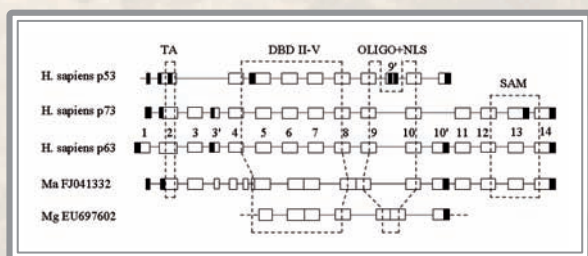 TA DBD II-V OLIGO+NLS
9'
H. sapiens p53
SAM
H. sapiens p73
1 2 3 3' 4 5 6 7 8 9 10 10' 11 12 13 14
H. sapiens p63
Ma FJ041332
Mg EU697602